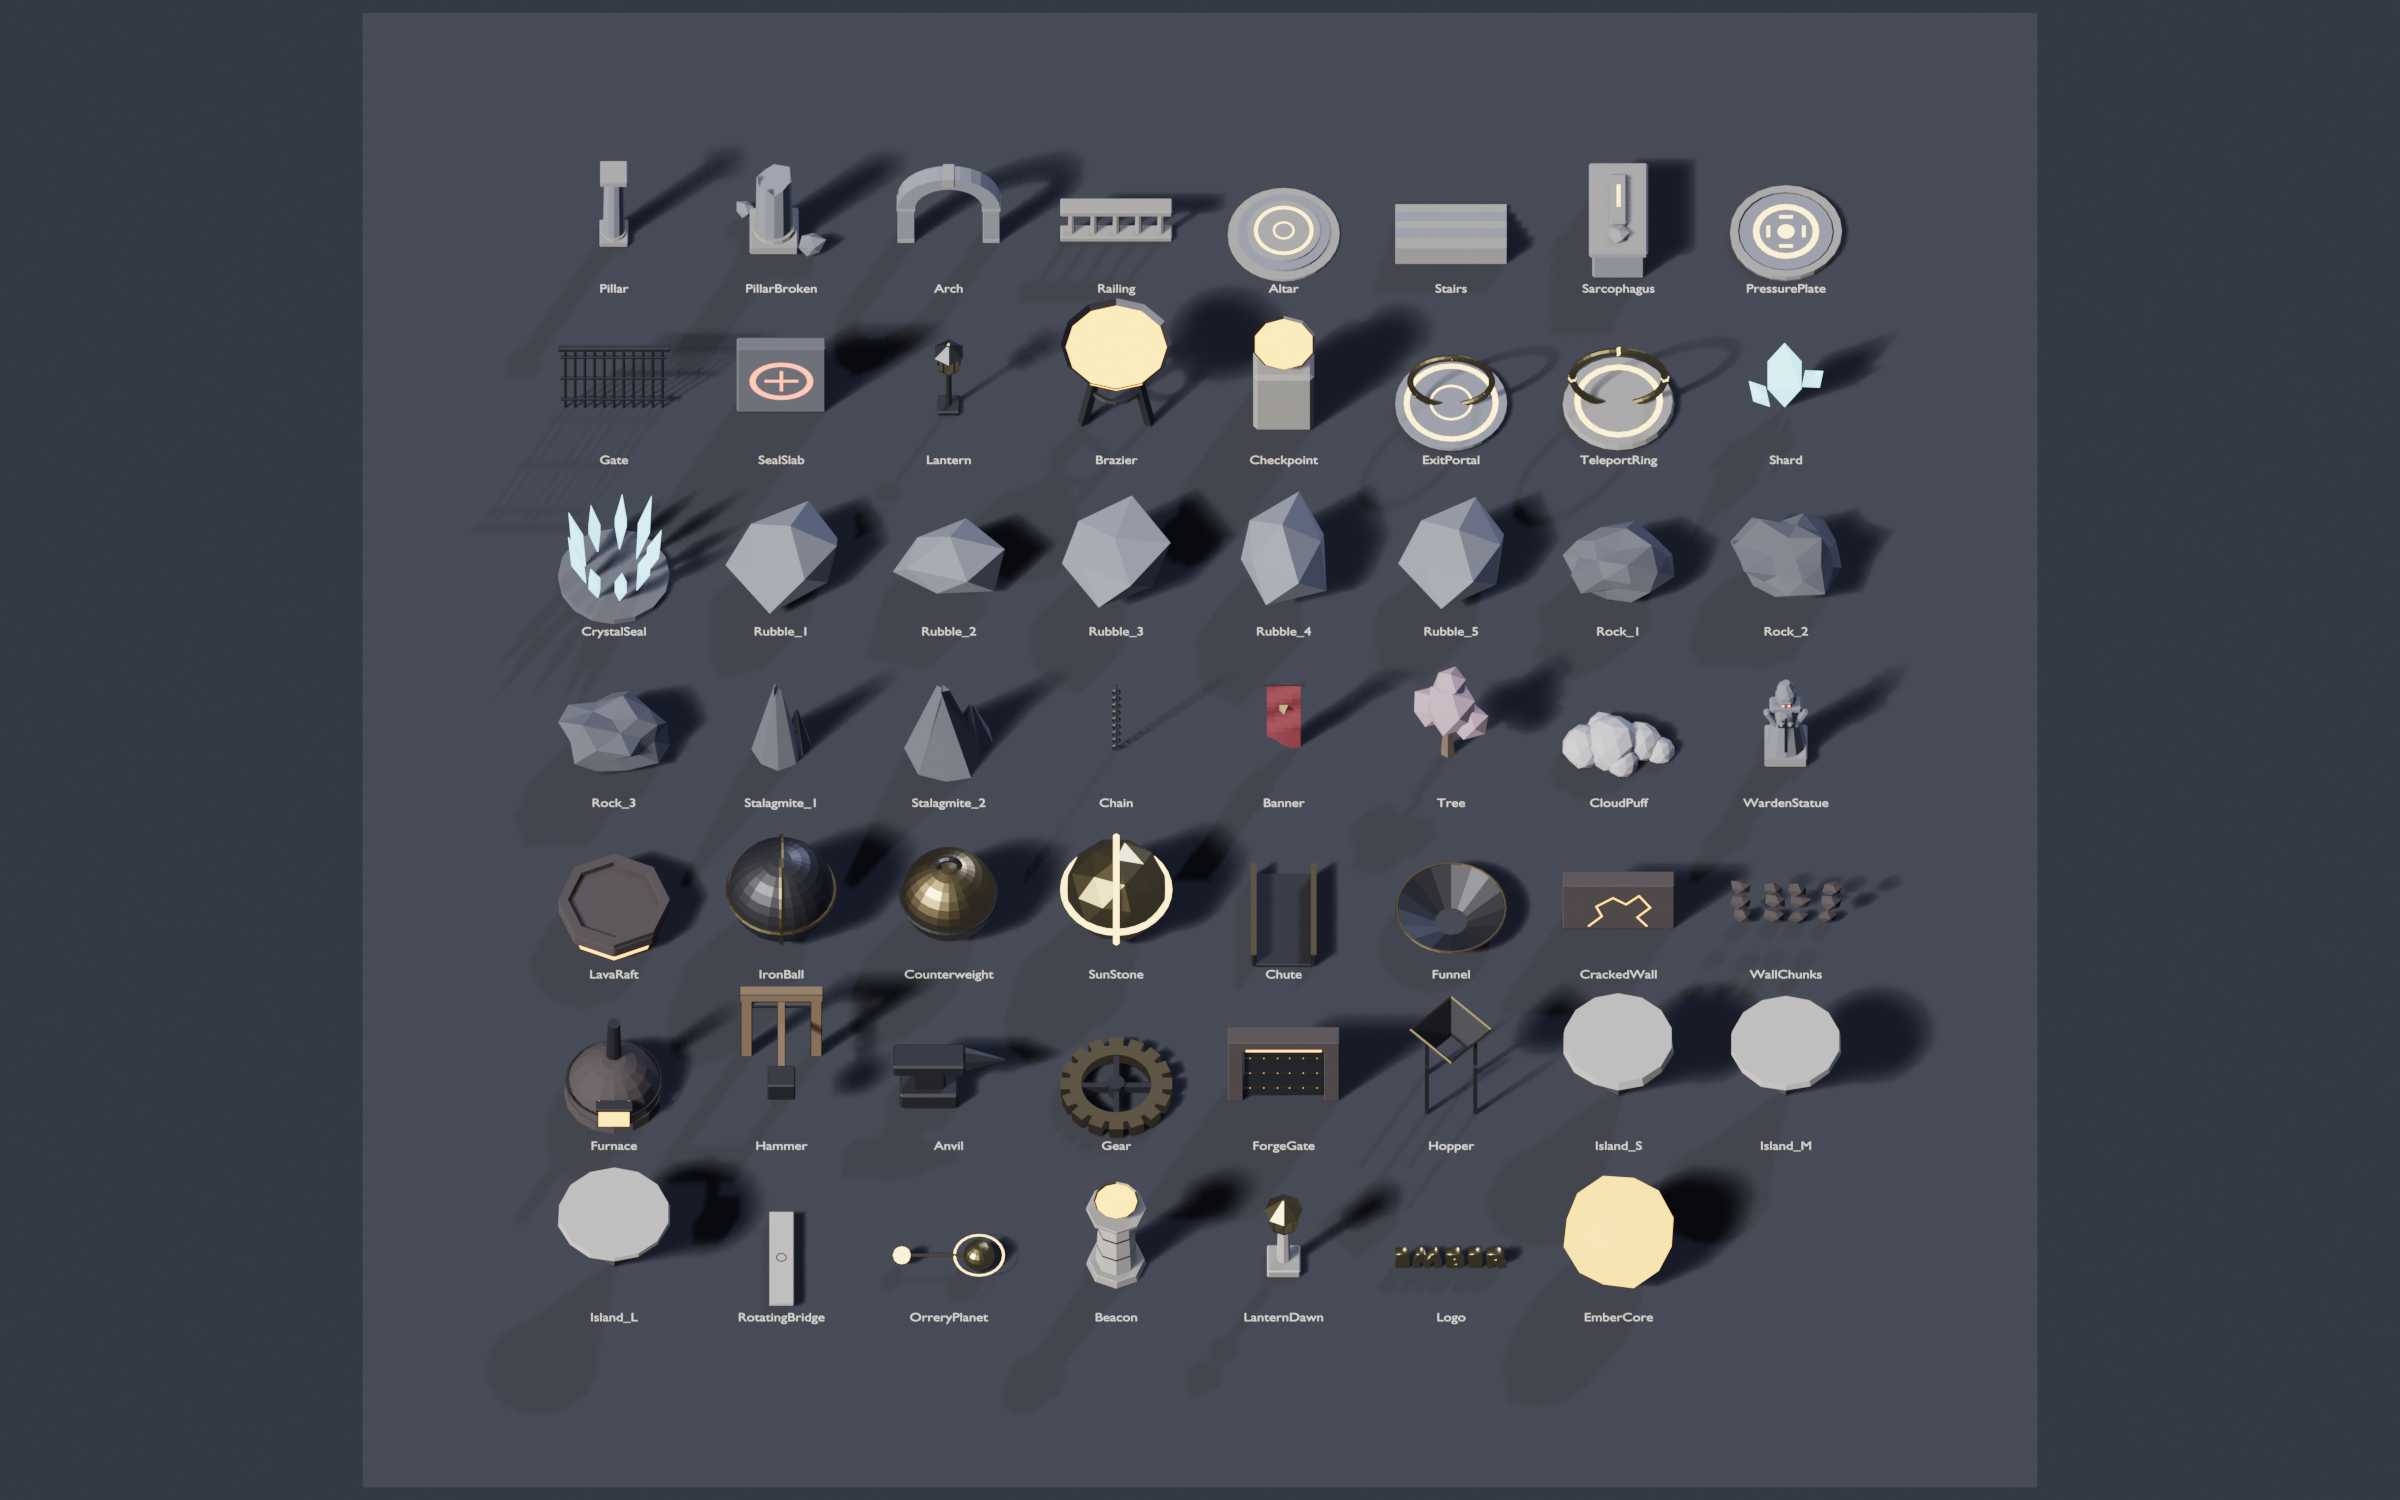 Pillar
PillarBroken
Arch
Railing
Altar
Stairs
Sarcophagus
PressurePlate
Gate
SealSlab
Lantern
Brazier
Checkpoint
ExitPortal
TeleportRing
Shard
CrystalSeal
Rubble_1
Rubble_2
Rubble_3
Rubble_4
Rubble_5
Rock_1
Rock_2
Rock_3
Stalagmite_1
Stalagmite_2
Chain
Banner
Tree
CloudPuff
WardenStatue
LavaRaft
IronBall
Counterweight
SunStone
Chute
Funnel
CrackedWall
WallChunks
Furnace
Hammer
Anvil
Gear
ForgeGate
Hopper
Island_S
Island_M
Island_L
RotatingBridge
OrreryPlanet
Beacon
LanternDawn
Logo
EmberCore